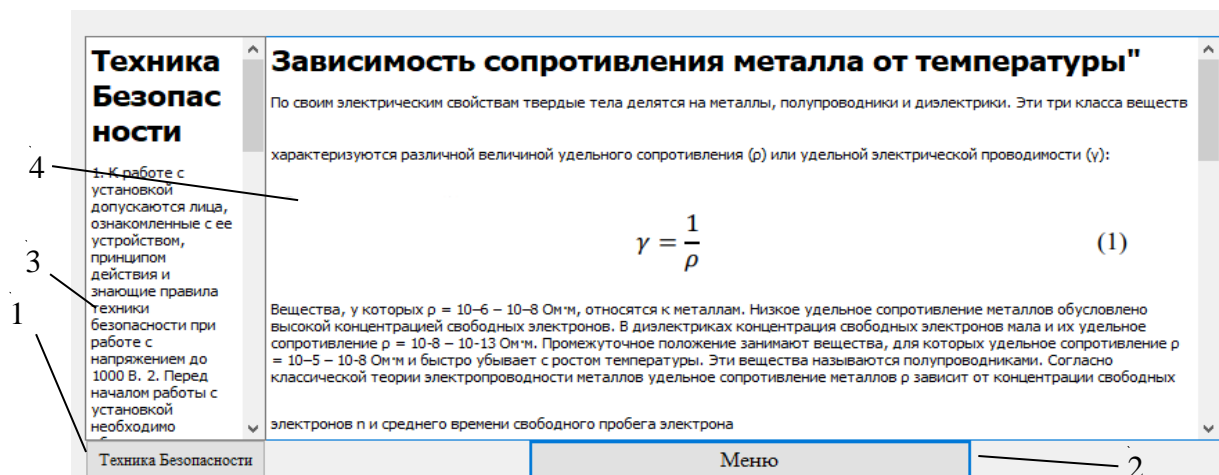 Техника
Безопас
ности
1. К работе с
установкой
допускаются лица,
ознакомленные с ее
устройством,
принципом
действия и
знающие правила
техники
безопасности при
работе с
напряжением до
1000 В. 2. Перед
началом работы с
установкой
необходимо
Зависимость сопротивления металла от температуры"
По своим электрическим свойствам твердые тела делятся на металлы, полупроводники и диэлектрики. Эти три класса веществ
характеризуются различной величиной удельного сопротивления (ρ) или удельной электрической проводимости (γ):
γ = 1/ρ (1)
Вещества, у которых ρ = 10–6 – 10–8 Ом·м, относятся к металлам. Низкое удельное сопротивление металлов обусловлено
высокой концентрацией свободных электронов. В диэлектриках концентрация свободных электронов мала и их удельное
сопротивление ρ = 10-8 – 10-13 Ом·м. Промежуточное положение занимают вещества, для которых удельное сопротивление ρ
= 10–5 – 10-8 Ом·м и быстро убывает с ростом температуры. Эти вещества называются полупроводниками. Согласно
классической теории электропроводности металлов удельное сопротивление металлов ρ зависит от концентрации свободных
электронов n и среднего времени свободного пробега электрона
4
3
1
Техника Безопасности
Меню
2